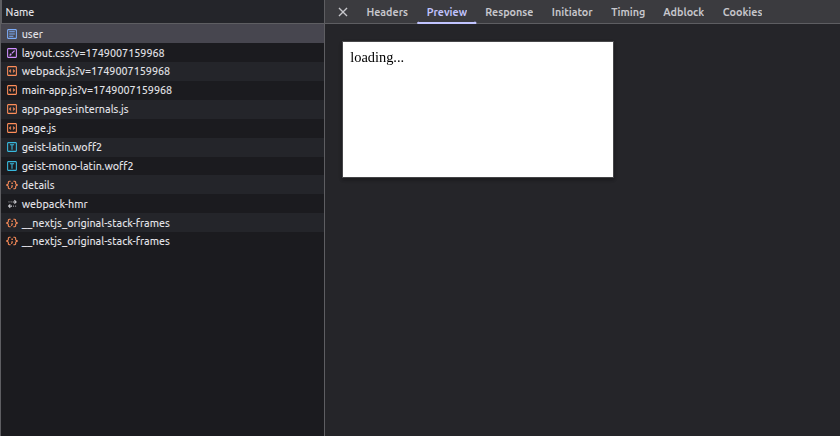 Name
user
layout.css?v=1749007159968
webpack.js?v=1749007159968
main-app.js?v=1749007159968
app-pages-internals.js
page.js
geist-latin.woff2
geist-mono-latin.woff2
details
webpack-hmr
__nextjs_original-stack-frames
__nextjs_original-stack-frames
Headers Preview Response Initiator Timing Adblock Cookies
loading...